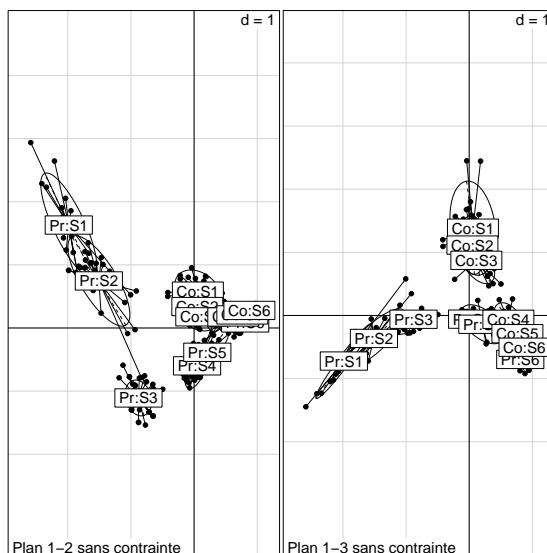 d = 1
Pr:S1
Pr:S2
Co:S1
Co:S6
Pr:S5
Pr:S4
Pr:S3
Plan 1−2 sans contrainte
d = 1
Co:S1
Co:S2
Co:S3
Pr:S3
Co:S4
Pr:S2
Co:S5
Co:S6
Pr:S1
Pr:S6
Plan 1−3 sans contrainte